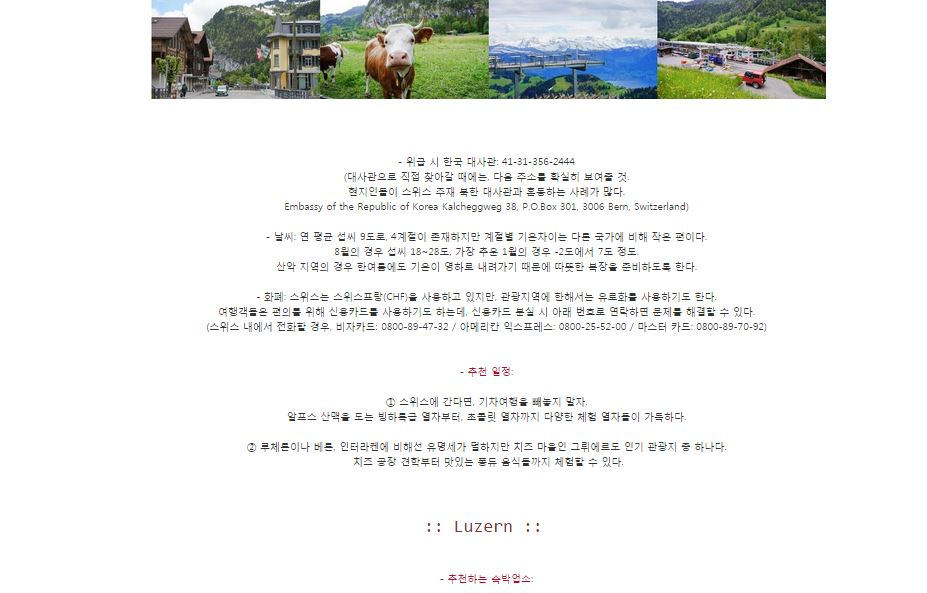 - 위급 시 한국 대사관: 41-31-356-2444
(대사관으로 직접 찾아갈 때에는, 다음 주소를 확실히 보여줄 것.
현지인들이 스위스 주재 북한 대사관과 혼동하는 사례가 많다.
Embassy of the Republic of Korea Kalcheggweg 38, P.O.Box 301, 3006 Bern, Switzerland)
- 날씨: 연 평균 섭씨 9도로, 4계절이 존재하지만 계절별 기온차이는 다른 국가에 비해 작은 편이다.
8월의 경우 섭씨 18~28도, 가장 추운 1월의 경우 -2도에서 7도 정도.
산악 지역의 경우 한여름에도 기온이 영하로 내려가기 때문에 따뜻한 복장을 준비하도록 한다.
- 화폐: 스위스는 스위스프랑(CHF)을 사용하고 있지만, 관광지역에 한해서는 유로화를 사용하기도 한다.
여행객들은 편의를 위해 신용카드를 사용하기도 하는데, 신용카드 분실 시 아래 번호로 연락하면 문제를 해결할 수 있다.
(스위스 내에서 전화할 경우, 비자카드: 0800-89-47-32 / 아메리칸 익스프레스: 0800-25-52-00 / 마스터 카드: 0800-89-70-92)
- 추천 일정:
① 스위스에 간다면, 기차여행을 빼놓지 말자.
알프스 산맥을 도는 빙하특급 열차부터, 초콜릿 열차까지 다양한 체험 열차들이 가득하다.
② 루체른이나 베른, 인터라켄에 비해선 유명세가 덜하지만 치즈 마을인 그뤼에르도 인기 관광지 중 하나다.
치즈 공장 견학부터 맛있는 퐁듀 음식들까지 체험할 수 있다.
:: Luzern ::
- 추천하는 숙박업소: